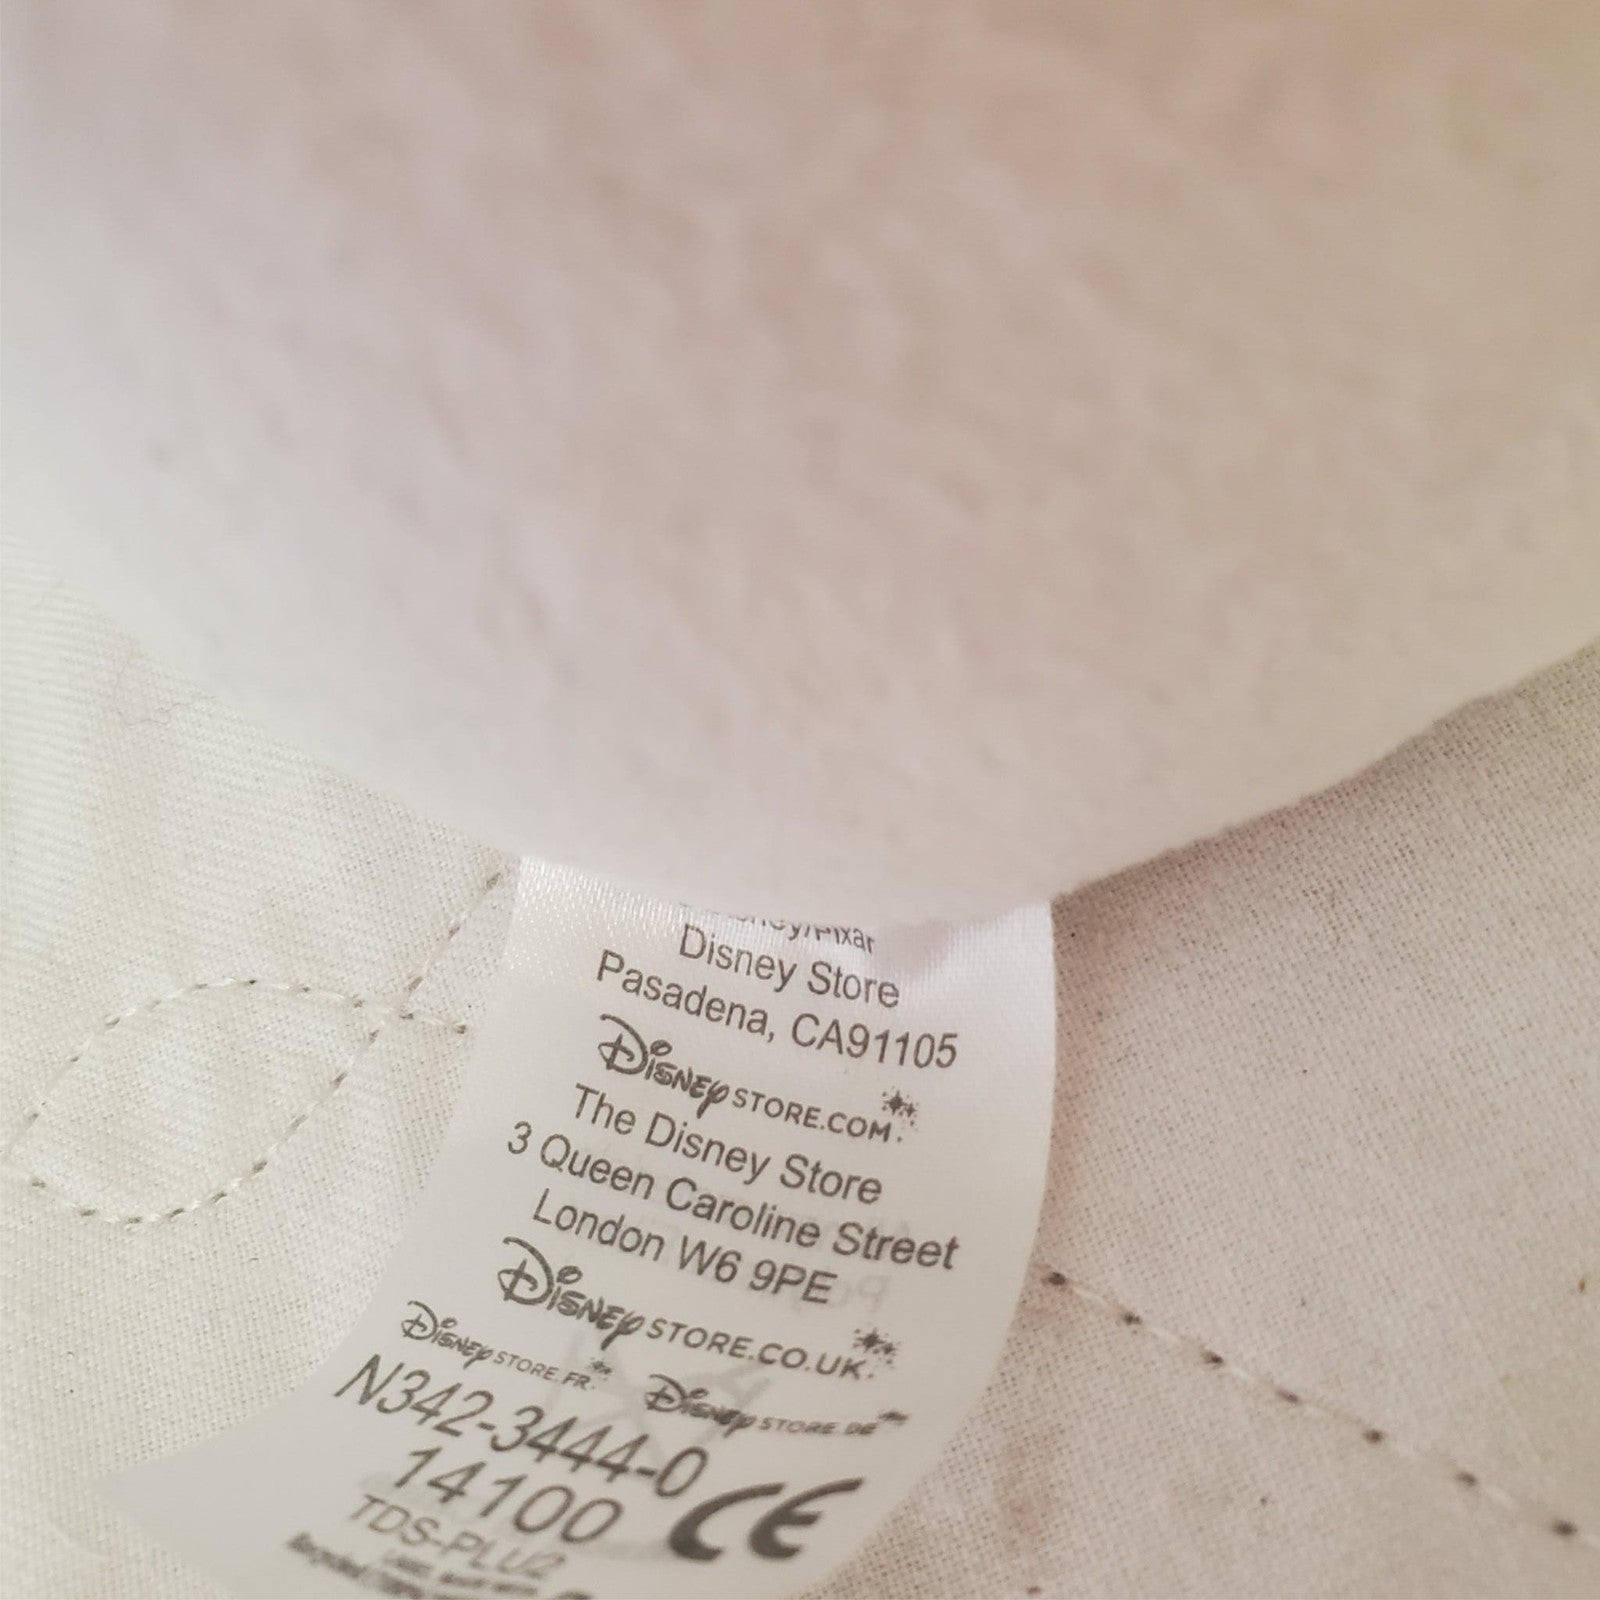 Disney/Pixar
Disney Store
Pasadena, CA91105
Disney STORE.COM
The Disney Store
3 Queen Caroline Street
London W6 9PE
Disney STORE.CO.UK
Disney STORE.FR
Disney STORE.DE
N342-3444-0
14100
CE
TDS-PLU2